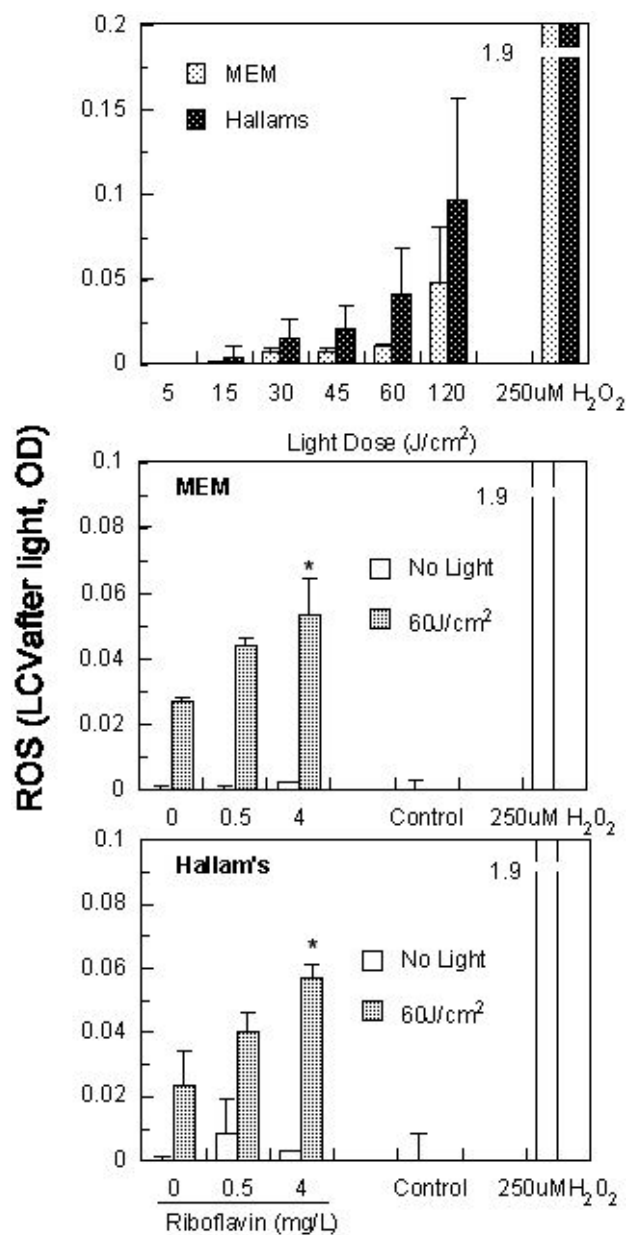 0.2
1.9
MEM
0.15
Hallams
0.1
0.05
0
5 15 30 45 60 120 250uM H₂O₂
Light Dose (J/cm²)
ROS (LCVafter light, OD)
0.1
MEM
1.9
0.08
No Light
0.06
*
60J/cm²
0.04
0.02
0
0 0.5 4 Control 250uM H₂O₂
0.1
Hallam's
1.9
0.08
No Light
0.06
*
60J/cm²
0.04
0.02
0
0 0.5 4 Control 250uMH₂O₂
Riboflavin (mg/L)